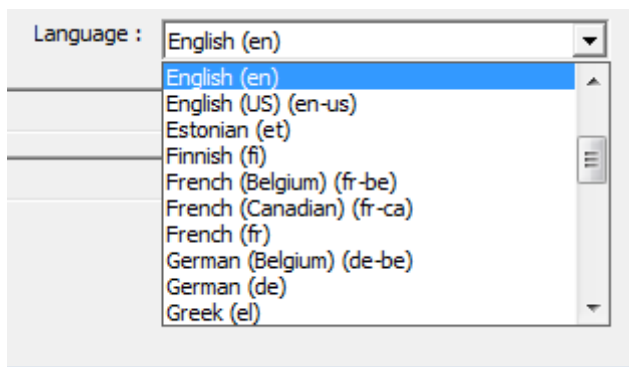 Language : English (en)
English (en)
English (US) (en-us)
Estonian (et)
Finnish (fi)
French (Belgium) (fr-be)
French (Canadian) (fr-ca)
French (fr)
German (Belgium) (de-be)
German (de)
Greek (el)